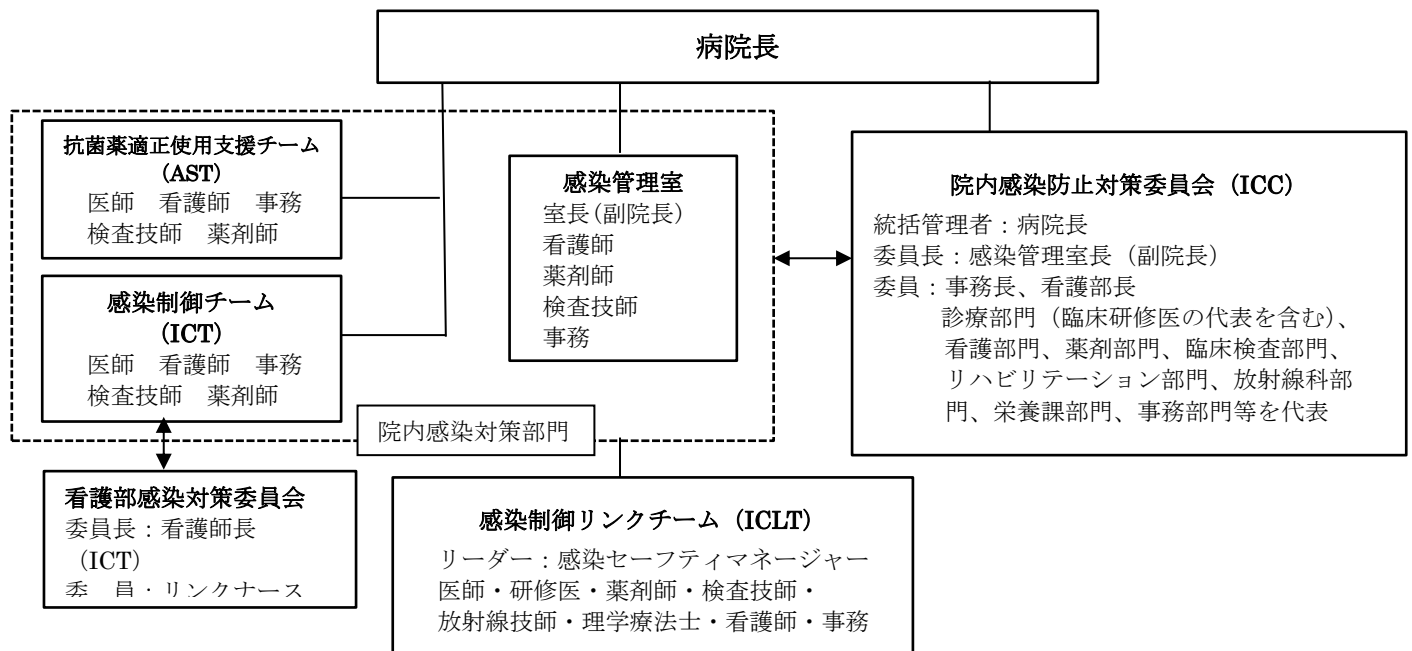 病院長
抗菌薬適正使用支援チーム
(AST)
医師 看護師 事務
検査技師 薬剤師
感染制御チーム
(ICT)
医師 看護師 事務
検査技師 薬剤師
感染管理室
室長(副院長)
看護師
薬剤師
検査技師
事務
院内感染防止対策委員会（ICC）
統括管理者：病院長
委員長：感染管理室長（副院長）
委員：事務長、看護部長
診療部門（臨床研修医の代表を含む）、
看護部門、薬剤部門、臨床検査部門、
リハビリテーション部門、放射線科部
門、栄養課部門、事務部門等を代表
院内感染対策部門
看護部感染対策委員会
委員長：看護師長
（ICT）
委 員・リンクナース
感染制御リンクチーム（ICLT）
リーダー：感染セーフティマネージャー
医師・研修医・薬剤師・検査技師・
放射線技師・理学療法士・看護師・事務